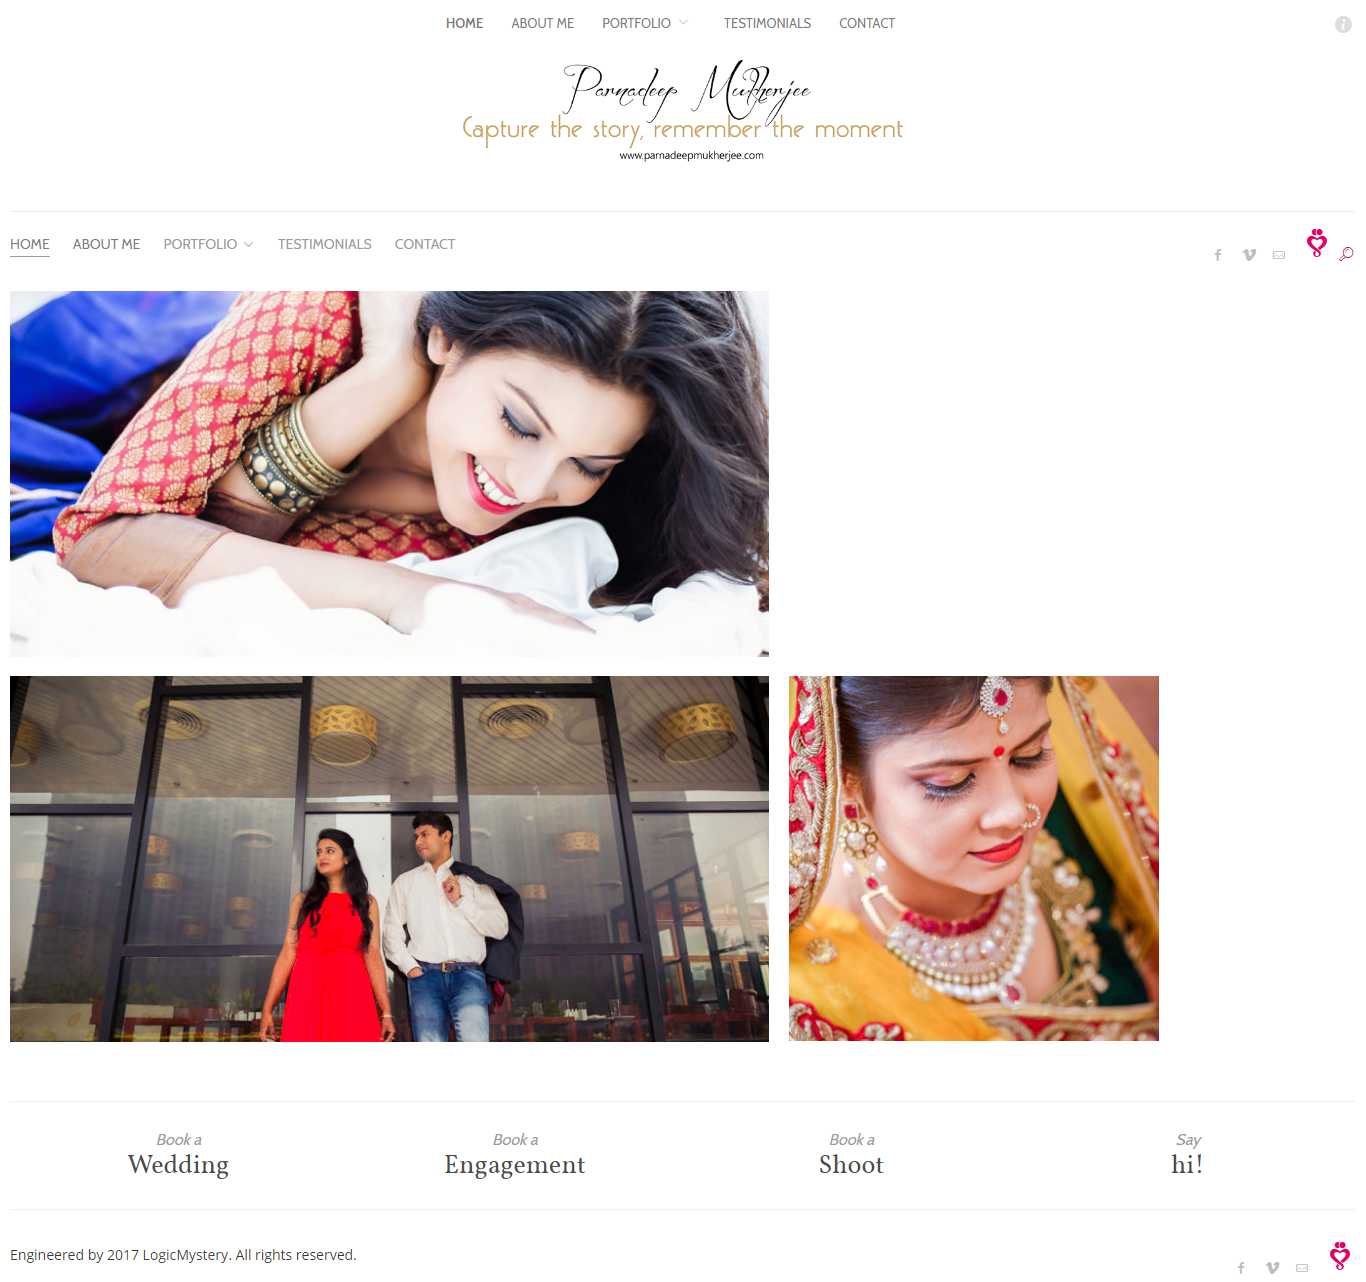 HOME ABOUT ME PORTFOLIO TESTIMONIALS CONTACT
Parnadeep Mukherjee
Capture the story, remember the moment
www.parnadeepmukherjee.com
HOME ABOUT ME PORTFOLIO TESTIMONIALS CONTACT
Book a Book a Book a Say
Wedding Engagement Shoot hi!
Engineered by 2017 LogicMystery. All rights reserved.